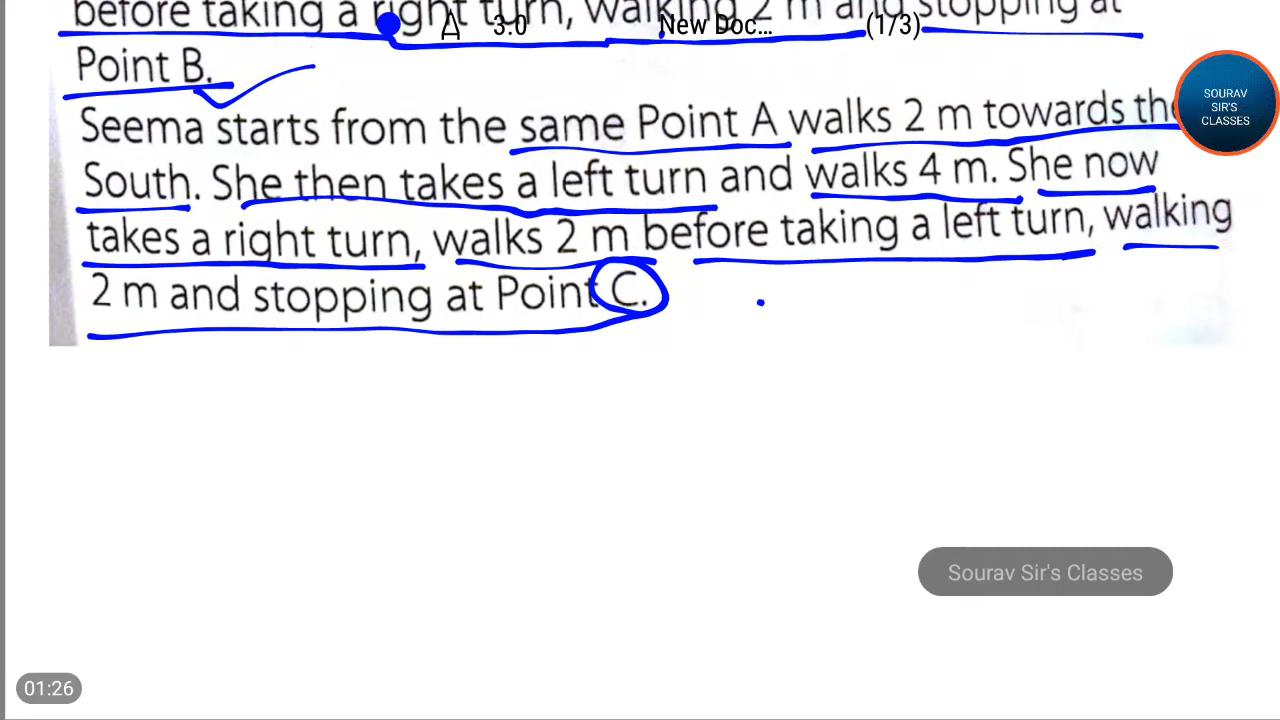 before taking a right turn, walking 2 m and stopping at
3.0 New Doc... (1/3)
Point B.
Seema starts from the same Point A walks 2 m towards the
South. She then takes a left turn and walks 4 m. She now
takes a right turn, walks 2 m before taking a left turn, walking
2 m and stopping at Point C.
SOURAV
SIR'S
CLASSES
Sourav Sir's Classes
01:26